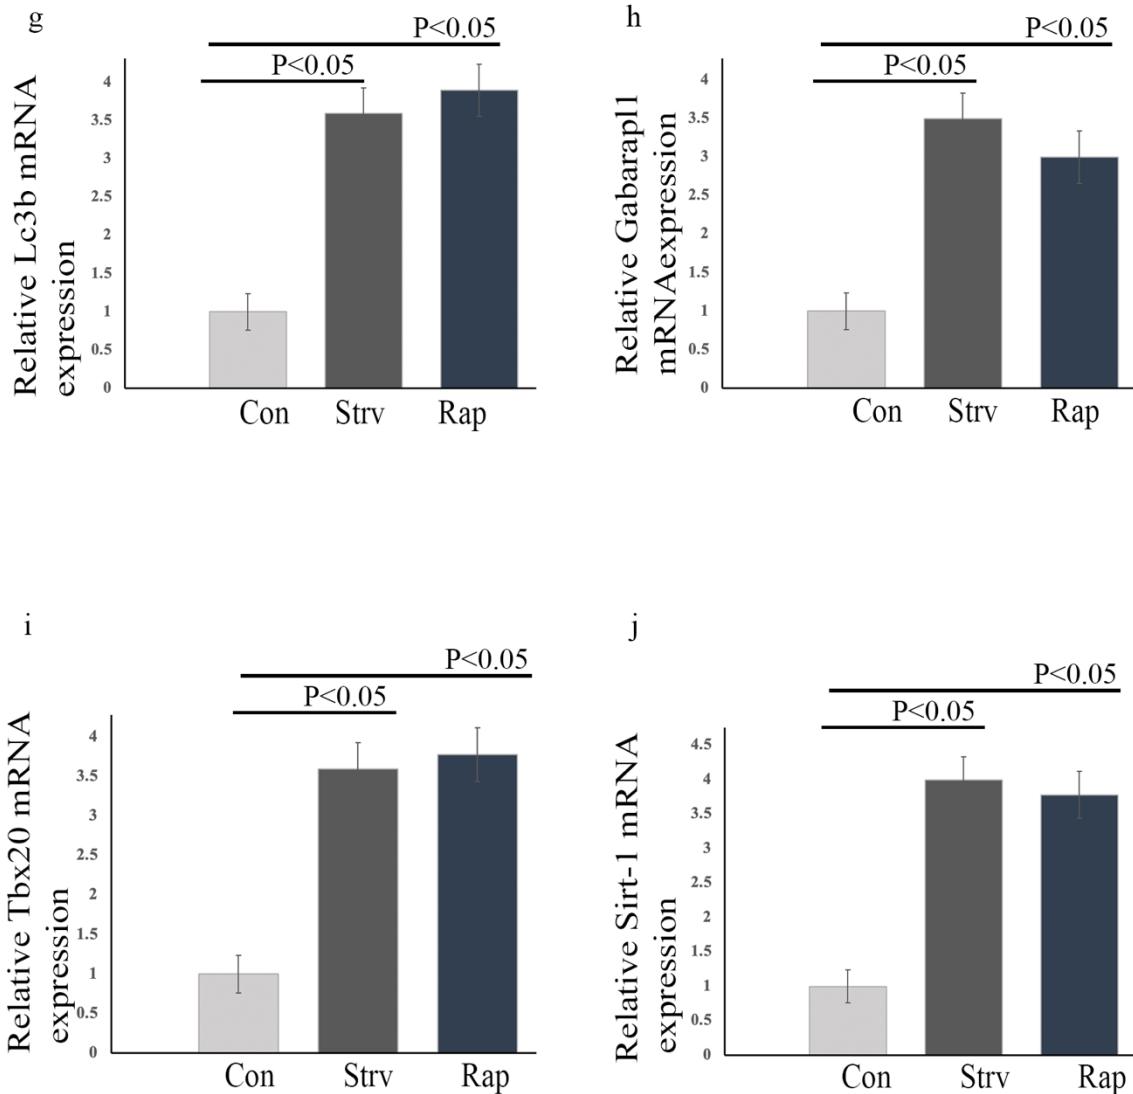 g
P<0.05
P<0.05
Relative Lc3b mRNA
expression
4
3.5
3
2.5
2
1.5
1
0.5
0
Con Strv Rap
h
P<0.05
P<0.05
Relative Gabarapl1
mRNAexpression
4
3.5
3
2.5
2
1.5
1
0.5
0
Con Strv Rap
i
P<0.05
P<0.05
Relative Tbx20 mRNA
expression
4
3.5
3
2.5
2
1.5
1
0.5
0
Con Strv Rap
j
P<0.05
P<0.05
Relative Sirt-1 mRNA
expression
4.5
4
3.5
3
2.5
2
1.5
1
0.5
0
Con Strv Rap